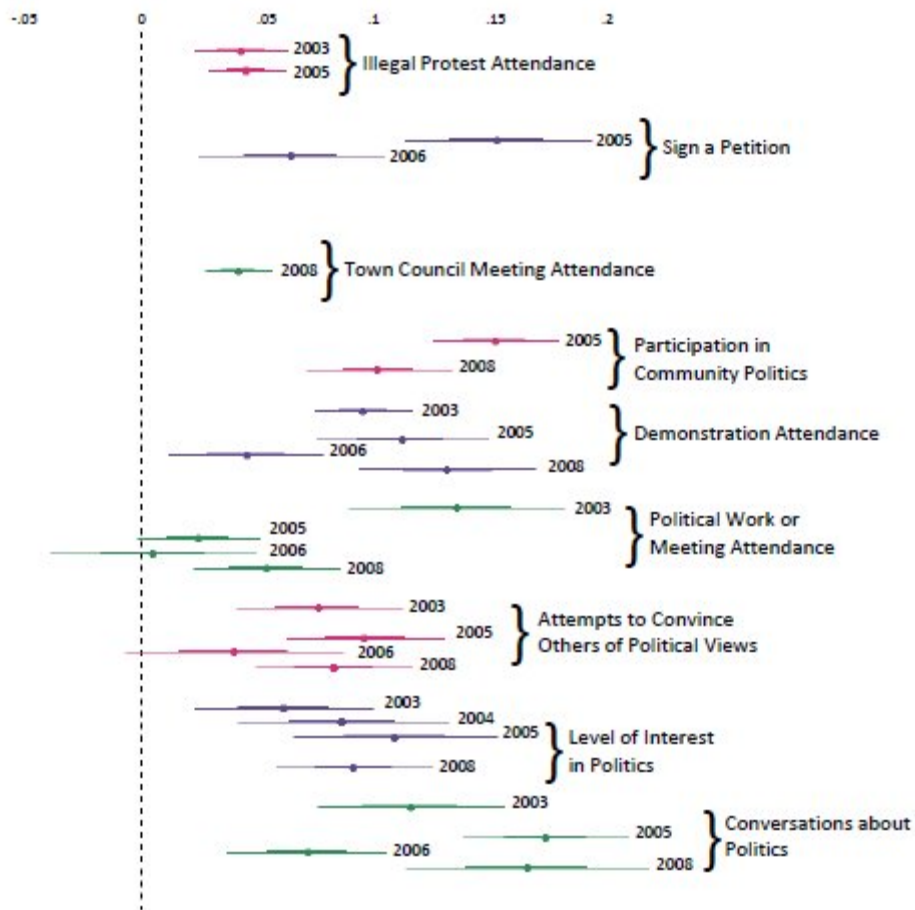 -.05 0 .05 .1 .15 .2
2003
2005
Illegal Protest Attendance
2005
2006
Sign a Petition
2008
Town Council Meeting Attendance
2005
2008
Participation in
Community Politics
2003
2005
2006
2008
Demonstration Attendance
2003
2005
2006
2008
Political Work or
Meeting Attendance
2003
2005
2006
2008
Attempts to Convince
Others of Political Views
2003
2004
2005
2008
Level of Interest
in Politics
2003
2005
2006
2008
Conversations about
Politics